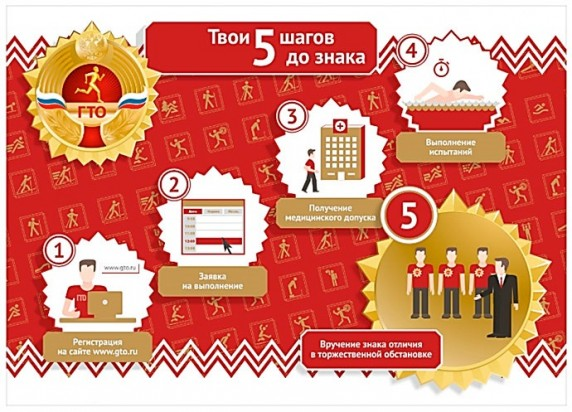 Твои 5 шагов
до знака
ГТО
1
www.gto.ru
ГТО
Регистрация
на сайте www.gto.ru
2
Заявка
на выполнение
3
Получение
медицинского допуска
4
Выполнение
испытаний
5
Вручение знака отличия
в торжественной обстановке